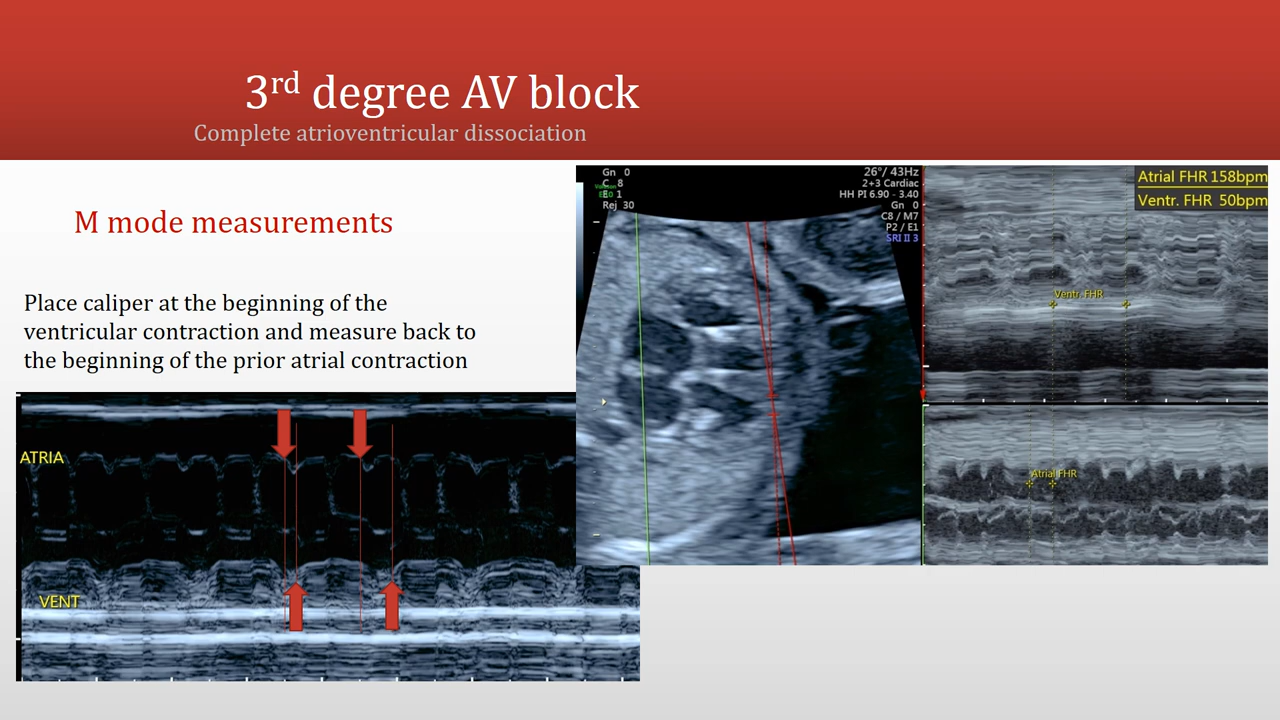 3rd degree AV block
Complete atrioventricular dissociation
M mode measurements
Place caliper at the beginning of the
ventricular contraction and measure back to
the beginning of the prior atrial contraction
ATRIA
VENT
Gn 0
C 8
E 1
Rej 30
26°/ 43Hz
2+3 Cardiac
HH PI 6.90 - 3.40
Gn 0
C8 / M7
P2 / E1
SRI II 3
Atrial FHR 158bpm
Ventr. FHR 50bpm
Ventr. FHR
Atrial FHR